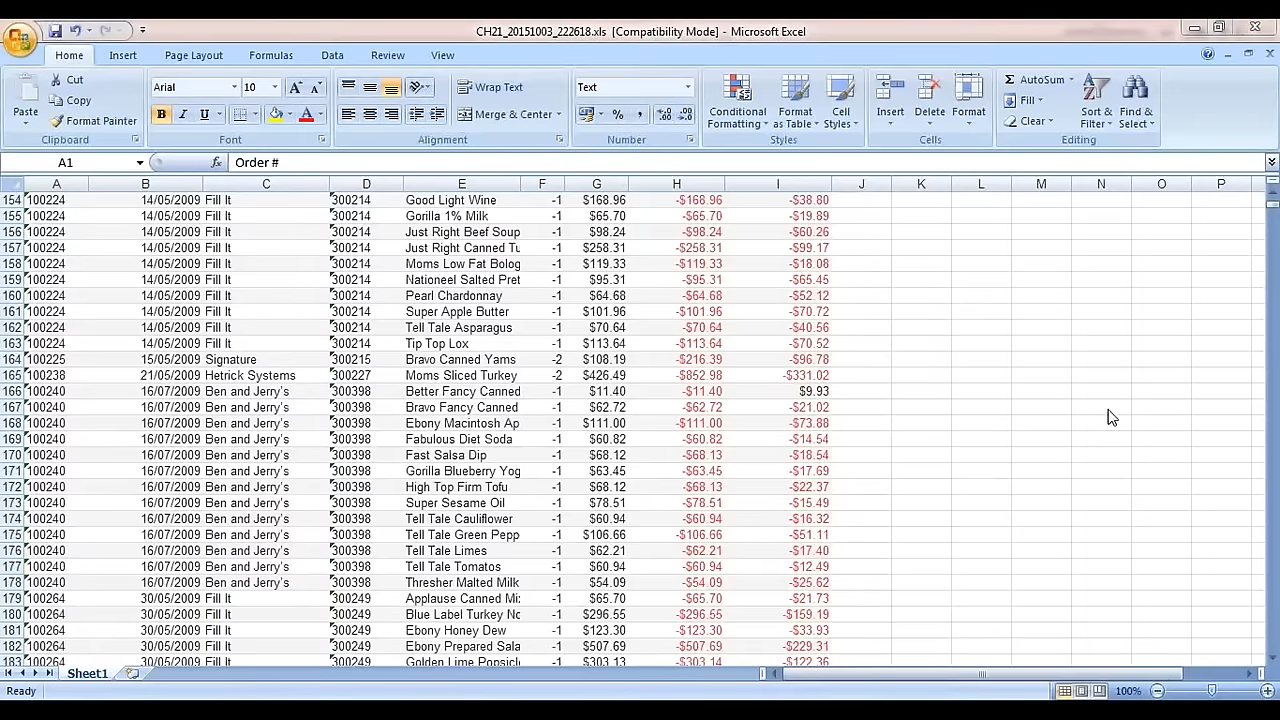 CH21_20151003_222618.xls [Compatibility Mode] - Microsoft Excel
Home Insert Page Layout Formulas Data Review View
Paste
Cut
Copy
Format Painter
Clipboard
Arial 10
Font
Wrap Text
Merge & Center
Alignment
Text
Number
Conditional Formatting
Format as Table
Cell Styles
Styles
Insert
Delete
Format
Cells
AutoSum
Fill
Clear
Sort & Filter
Find & Select
Editing
A1 fx Order #
A B C D E F G H I J K L M N O P
154 100224 14/05/2009 Fill It 300214 Good Light Wine -1 $168.96 -$168.96 -$38.80
155 100224 14/05/2009 Fill It 300214 Gorilla 1% Milk -1 $65.70 -$65.70 -$19.89
156 100224 14/05/2009 Fill It 300214 Just Right Beef Soup -1 $98.24 -$98.24 -$60.26
157 100224 14/05/2009 Fill It 300214 Just Right Canned Tu -1 $258.31 -$258.31 -$99.17
158 100224 14/05/2009 Fill It 300214 Moms Low Fat Bolog -1 $119.33 -$119.33 -$18.08
159 100224 14/05/2009 Fill It 300214 Nationeel Salted Pret -1 $95.31 -$95.31 -$65.45
160 100224 14/05/2009 Fill It 300214 Pearl Chardonnay -1 $64.68 -$64.68 -$52.12
161 100224 14/05/2009 Fill It 300214 Super Apple Butter -1 $101.96 -$101.96 -$70.72
162 100224 14/05/2009 Fill It 300214 Tell Tale Asparagus -1 $70.64 -$70.64 -$40.56
163 100224 14/05/2009 Fill It 300214 Tip Top Lox -1 $113.64 -$113.64 -$70.52
164 100225 15/05/2009 Signature 300215 Bravo Canned Yams -2 $108.19 -$216.39 -$96.78
165 100238 21/05/2009 Hetrick Systems 300227 Moms Sliced Turkey -2 $426.49 -$852.98 -$331.02
166 100240 16/07/2009 Ben and Jerry's 300398 Better Fancy Canned -1 $11.40 -$11.40 $9.93
167 100240 16/07/2009 Ben and Jerry's 300398 Bravo Fancy Canned -1 $62.72 -$62.72 -$21.02
168 100240 16/07/2009 Ben and Jerry's 300398 Ebony Macintosh Ap -1 $111.00 -$111.00 -$73.88
169 100240 16/07/2009 Ben and Jerry's 300398 Fabulous Diet Soda -1 $60.82 -$60.82 -$14.54
170 100240 16/07/2009 Ben and Jerry's 300398 Fast Salsa Dip -1 $68.12 -$68.13 -$18.54
171 100240 16/07/2009 Ben and Jerry's 300398 Gorilla Blueberry Yog -1 $63.45 -$63.45 -$17.69
172 100240 16/07/2009 Ben and Jerry's 300398 High Top Firm Tofu -1 $68.12 -$68.13 -$22.37
173 100240 16/07/2009 Ben and Jerry's 300398 Super Sesame Oil -1 $78.51 -$78.51 -$15.49
174 100240 16/07/2009 Ben and Jerry's 300398 Tell Tale Cauliflower -1 $60.94 -$60.94 -$16.32
175 100240 16/07/2009 Ben and Jerry's 300398 Tell Tale Green Pepp -1 $106.66 -$106.66 -$51.11
176 100240 16/07/2009 Ben and Jerry's 300398 Tell Tale Limes -1 $62.21 -$62.21 -$17.40
177 100240 16/07/2009 Ben and Jerry's 300398 Tell Tale Tomatos -1 $60.94 -$60.94 -$12.49
178 100240 16/07/2009 Ben and Jerry's 300398 Thresher Malted Milk -1 $54.09 -$54.09 -$25.62
179 100264 30/05/2009 Fill It 300249 Applause Canned Mi: -1 $65.70 -$65.70 -$21.73
180 100264 30/05/2009 Fill It 300249 Blue Label Turkey No -1 $296.55 -$296.55 -$159.19
181 100264 30/05/2009 Fill It 300249 Ebony Honey Dew -1 $123.30 -$123.30 -$33.93
182 100264 30/05/2009 Fill It 300249 Ebony Prepared Sala -1 $507.69 -$507.69 -$229.31
183 100264 30/05/2009 Fill It 300249 Golden Lime Popsicl -1 $303.13 -$303.14 -$122.36
Sheet1
Ready 100%